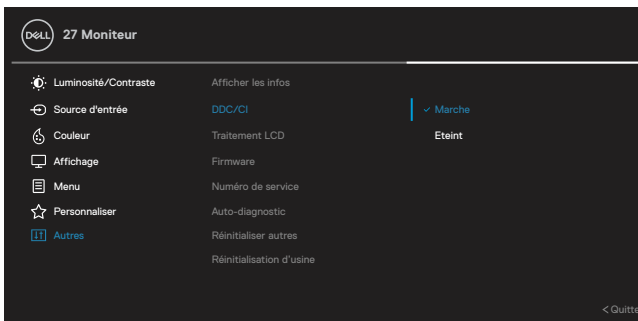 DELL 27 Moniteur
Luminosité/Contraste Afficher les infos
Source d'entrée DDC/CI Marche
Couleur Traitement LCD Eteint
Affichage Firmware
Menu Numéro de service
Personnaliser Auto-diagnostic
Autres Réinitialiser autres
Réinitialisation d'usine
< Quitte